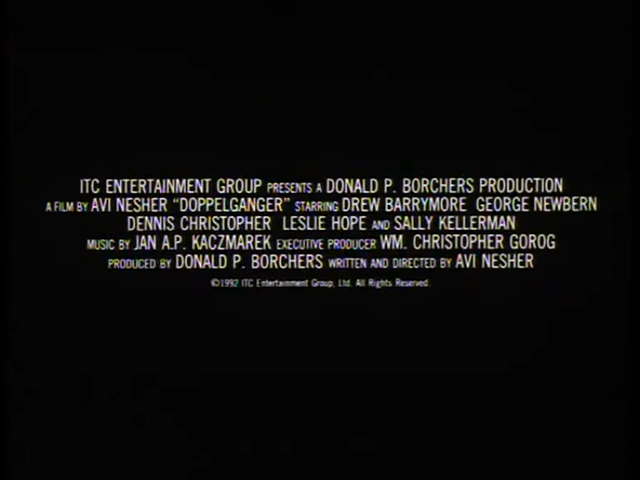 ITC ENTERTAINMENT GROUP PRESENTS A DONALD P. BORCHERS PRODUCTION
A FILM BY AVI NESHER "DOPPELGANGER" STARRING DREW BARRYMORE GEORGE NEWBERN
DENNIS CHRISTOPHER LESLIE HOPE AND SALLY KELLERMAN
MUSIC BY JAN A.P. KACZMAREK EXECUTIVE PRODUCER WM. CHRISTOPHER GOROG
PRODUCED BY DONALD P. BORCHERS WRITTEN AND DIRECTED BY AVI NESHER
©1992 ITC Entertainment Group, Ltd. All Rights Reserved.